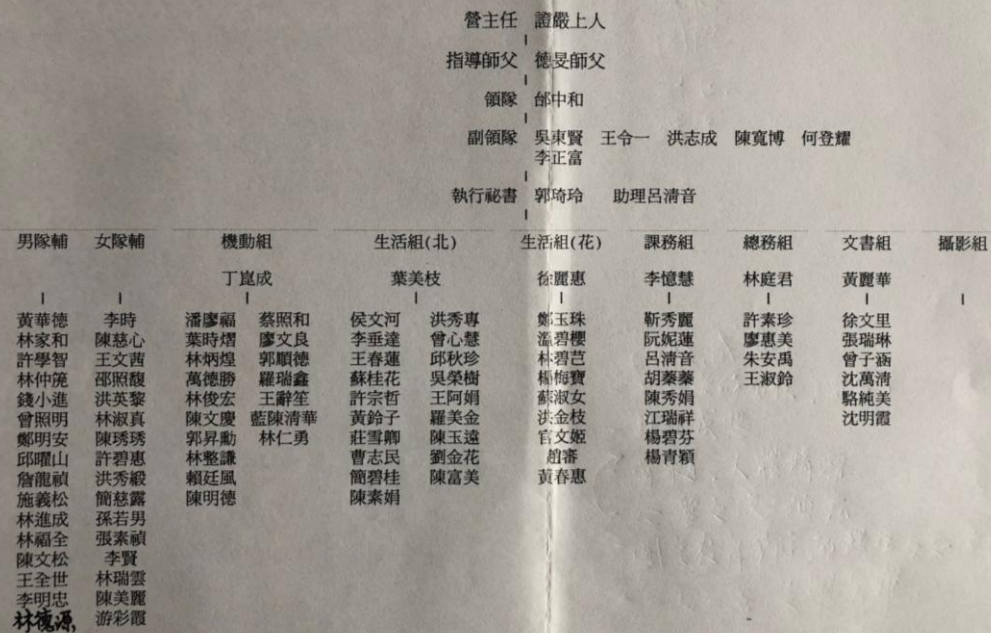 營主任 證嚴上人
指導師父 德旻師父
領隊 邰中和
副領隊 吳東賢 王令一 洪志成 陳寬博 何登耀
李正富
執行祕書 郭琦玲 助理呂淸音
男隊輔 女隊輔 機動組 生活組(北) 生活組(花) 課務組 總務組 文書組 攝影組
丁崑成 葉美枝 徐麗惠 李憶慧 林庭君 黃麗華
黃華德 李時 潘廖福 蔡照和 侯文河 洪秀專 鄭玉珠 靳秀麗 許素珍 徐文里
林家和 陳慈心 葉時熠 廖文良 李垂達 曾心慧 溫碧櫻 阮妮蓮 廖惠美 張瑞琳
許學智 王文茜 林炳煌 郭順德 王春蓮 邱秋珍 林碧芑 呂淸音 朱安禹 曾子涵
林仲箎 邵照馥 萬德勝 羅瑞鑫 蘇桂花 吳榮樹 楊梅寶 胡蓁蓁 王淑鈴 沈萬淸
錢小進 洪英黎 林俊宏 王辭笙 許宗哲 王阿娟 蘇淑女 陳秀娟 駱純美
曾照明 林淑真 陳文慶 藍陳淸華 黃鈴子 羅美金 洪金枝 江瑞祥 沈明霞
鄭明安 陳琇琇 郭昇勳 林仁勇 莊雪卿 陳玉遠 官文姬 楊碧芬
邱曜山 許碧惠 林整謙 曹志民 劉金花 趙審 楊青穎
詹龍禎 洪秀緞 賴廷風 簡碧桂 陳富美 黃春惠
施義松 簡慈露 陳明德 陳素娟
林進成 孫若男
林福全 張素禎
陳文松 李賢
王全世 林瑞雲
李明忠 陳美麗
林德源 游彩霞